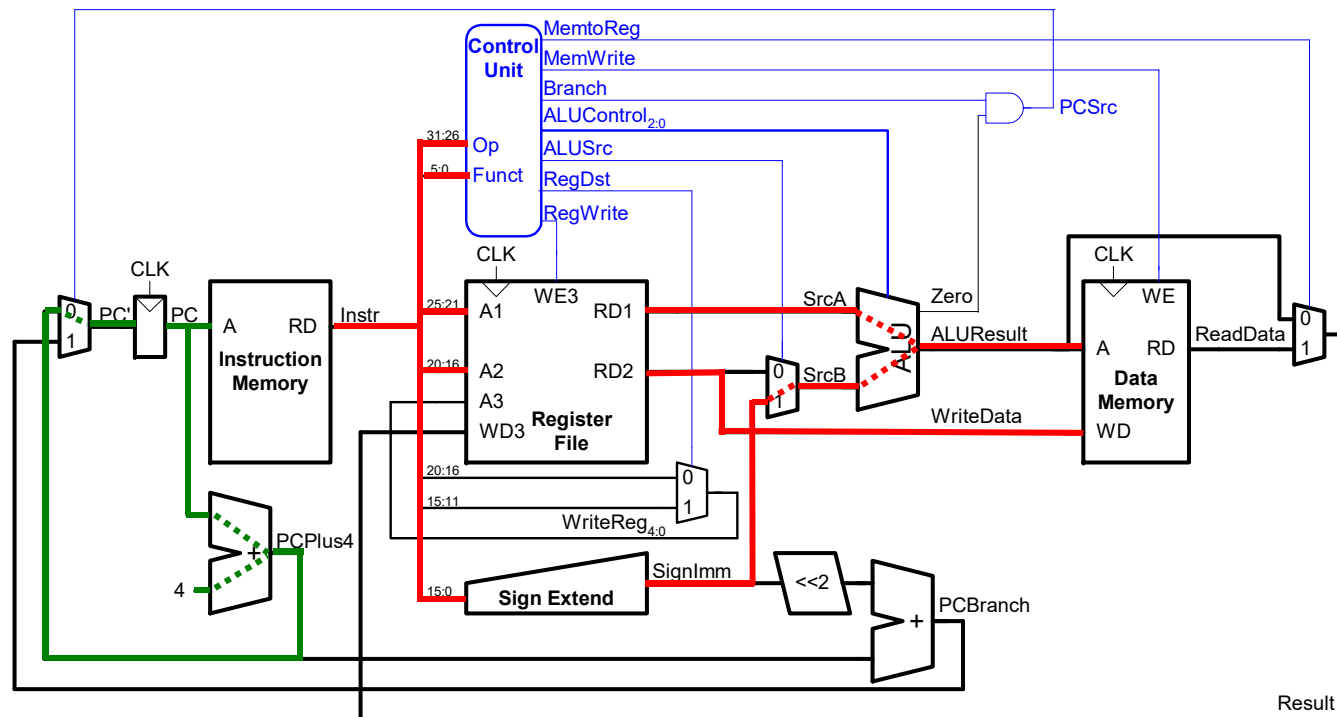 MemtoReg
Control
Unit
MemWrite
Branch
ALUControl2:0
PCSrc
31:26
Op
ALUSrc
5:0
Funct
RegDst
RegWrite
CLK
CLK
CLK
WE3
WE
0
1
PC'
PC
A
RD
Instruction
Memory
Instr
25:21
A1
RD1
SrcA
Zero
ALU
ALUResult
A
RD
ReadData
0
1
20:16
A2
RD2
0
1
SrcB
Data
Memory
A3
WD3
Register
File
WriteData
WD
20:16
0
15:11
1
WriteReg4:0
PCPlus4
+
4
15:0
Sign Extend
SignImm
<<2
+
PCBranch
Result